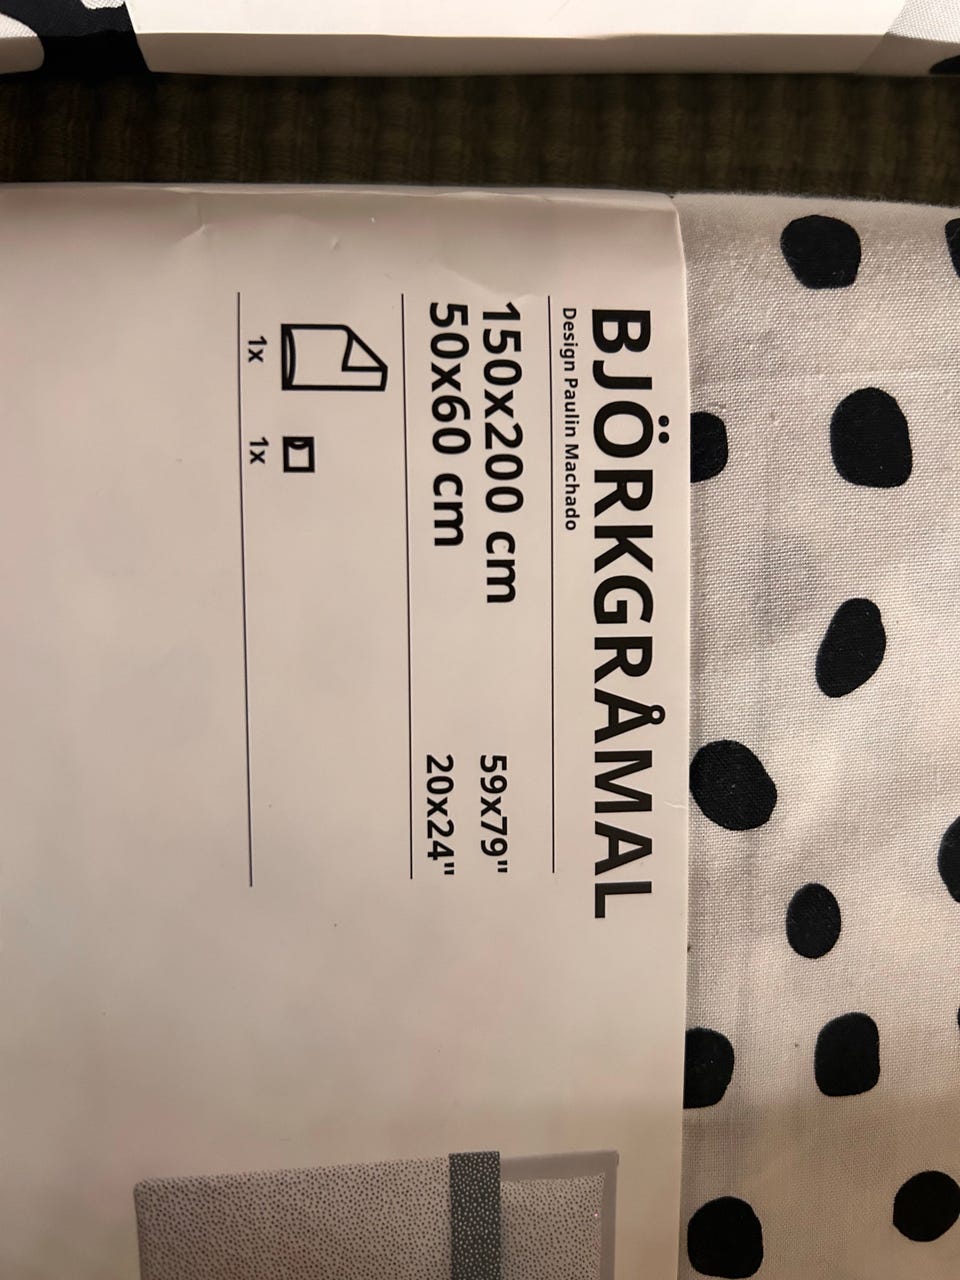 BJÖRKGRÅMAL
Design Paulin Machado
150x200 cm 59x79"
50x60 cm 20x24"
1x 1x